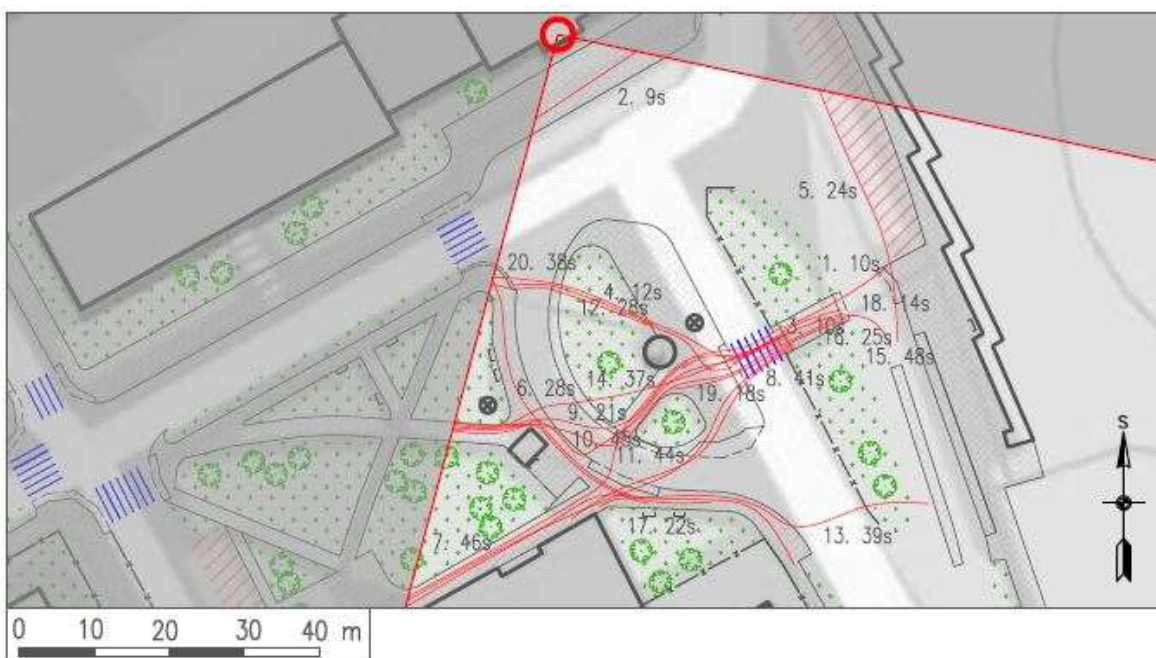 2. 9s
5. 24s
20. 38s
1. 10s
4. 12s
12. 28s
18. 14s
3. 10s
16. 25s
15. 48s
14. 37s
8. 41s
6. 28s
19. 18s
9. 21s
11. 44s
S
17. 22s
13. 39s
7. 46s
0 10 20 30 40 m